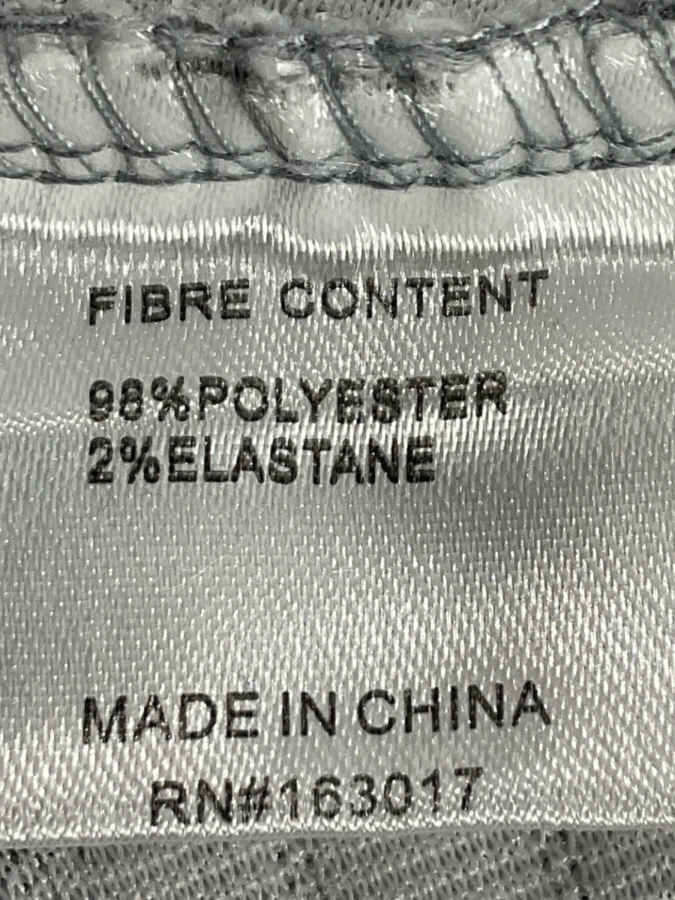 FIBRE CONTENT
98%POLYESTER
2%ELASTANE
MADE IN CHINA
RN#163017